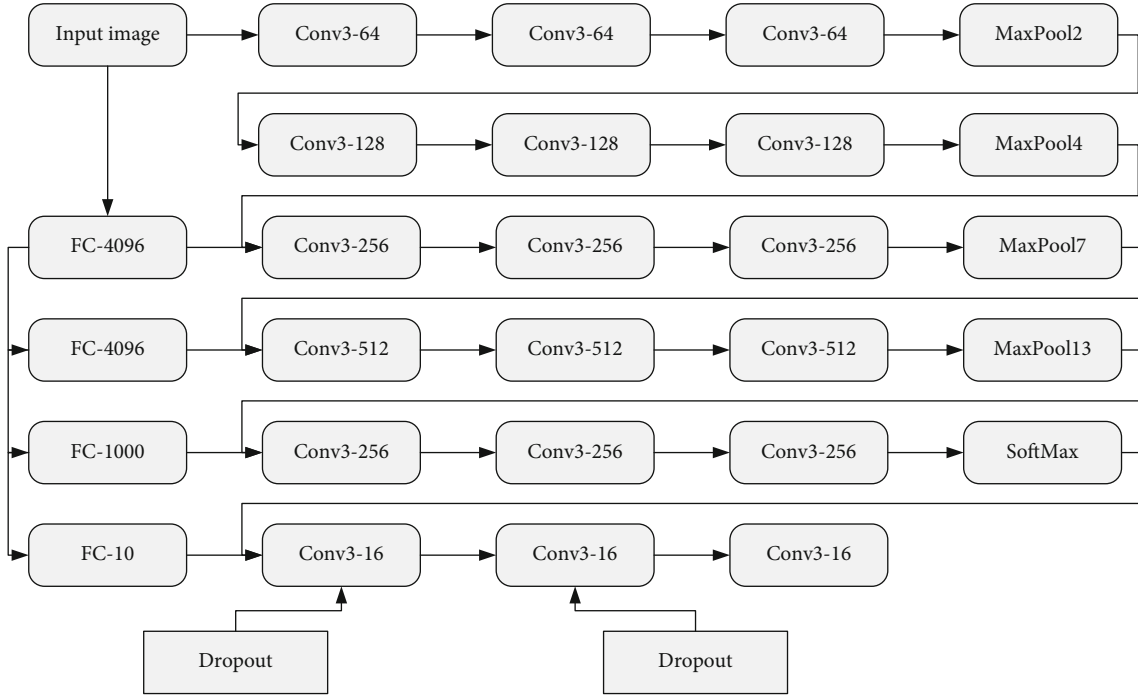 Input image
Conv3-64
Conv3-64
Conv3-64
MaxPool2
Conv3-128
Conv3-128
Conv3-128
MaxPool4
FC-4096
Conv3-256
Conv3-256
Conv3-256
MaxPool7
FC-4096
Conv3-512
Conv3-512
Conv3-512
MaxPool13
FC-1000
Conv3-256
Conv3-256
Conv3-256
SoftMax
FC-10
Conv3-16
Conv3-16
Conv3-16
Dropout
Dropout